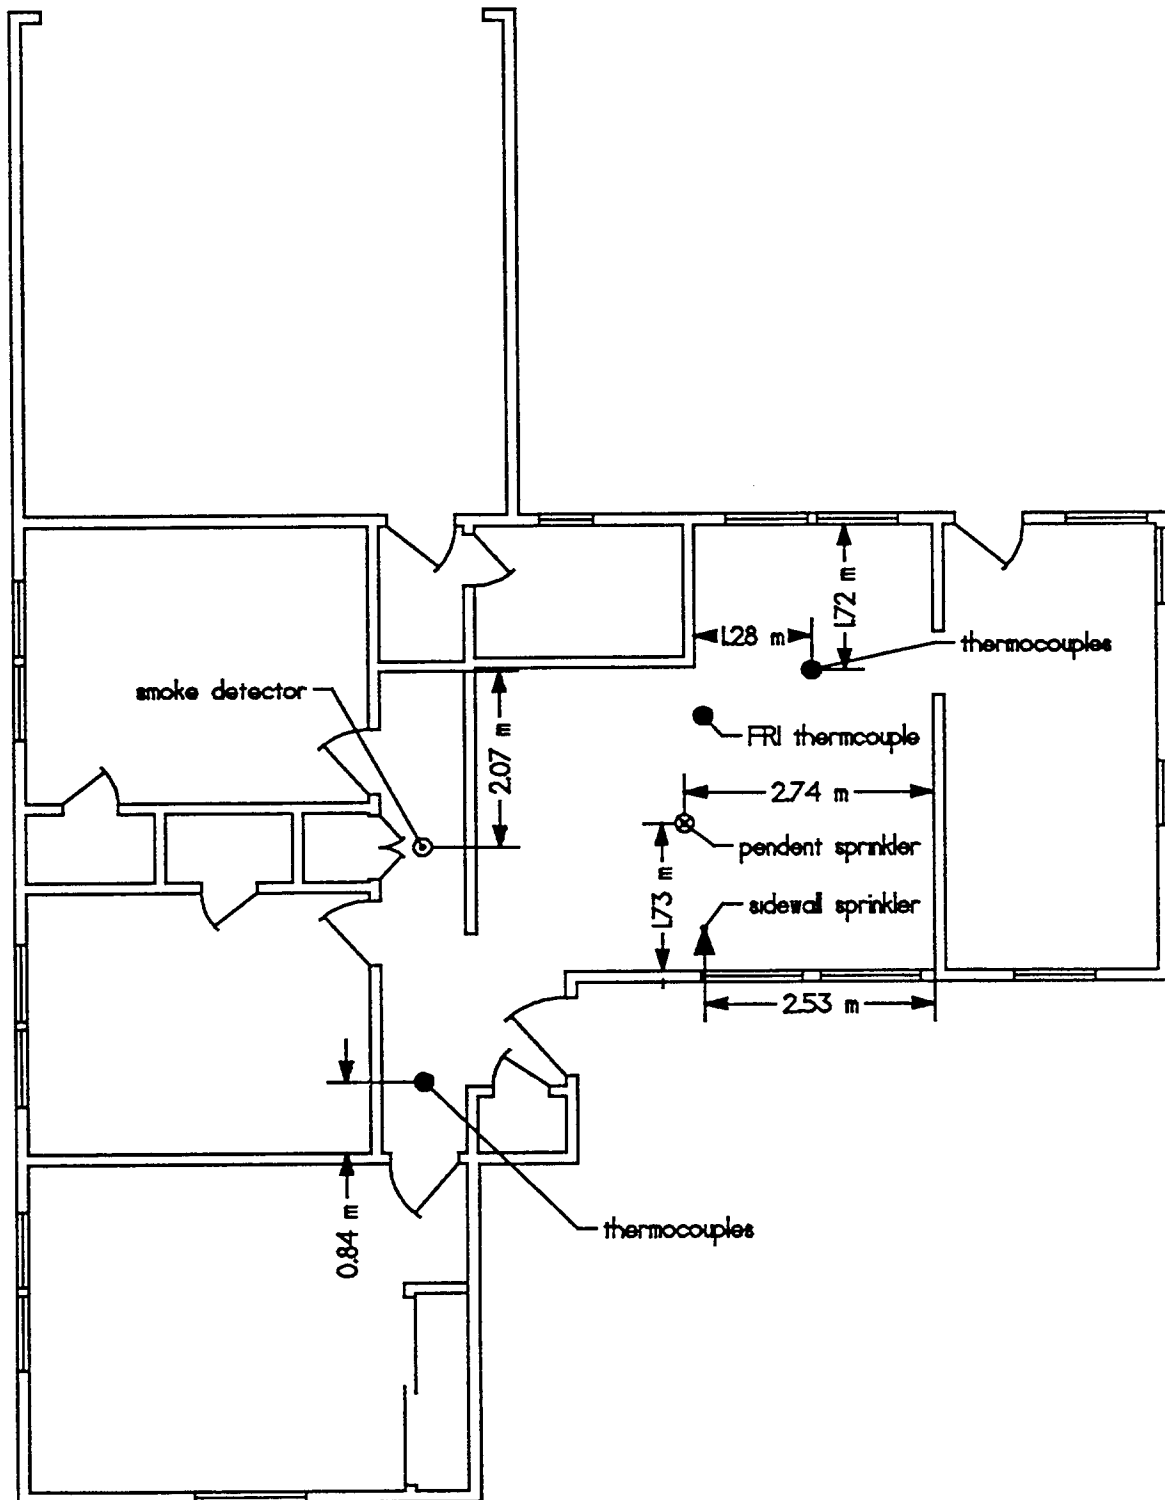 1.72 m
1.28 m
thermocouples
smoke detector
2.07 m
FRI thermcouple
2.74 m
pendent sprinkler
1.73 m
sidewall sprinkler
2.53 m
0.84 m
thermocouples